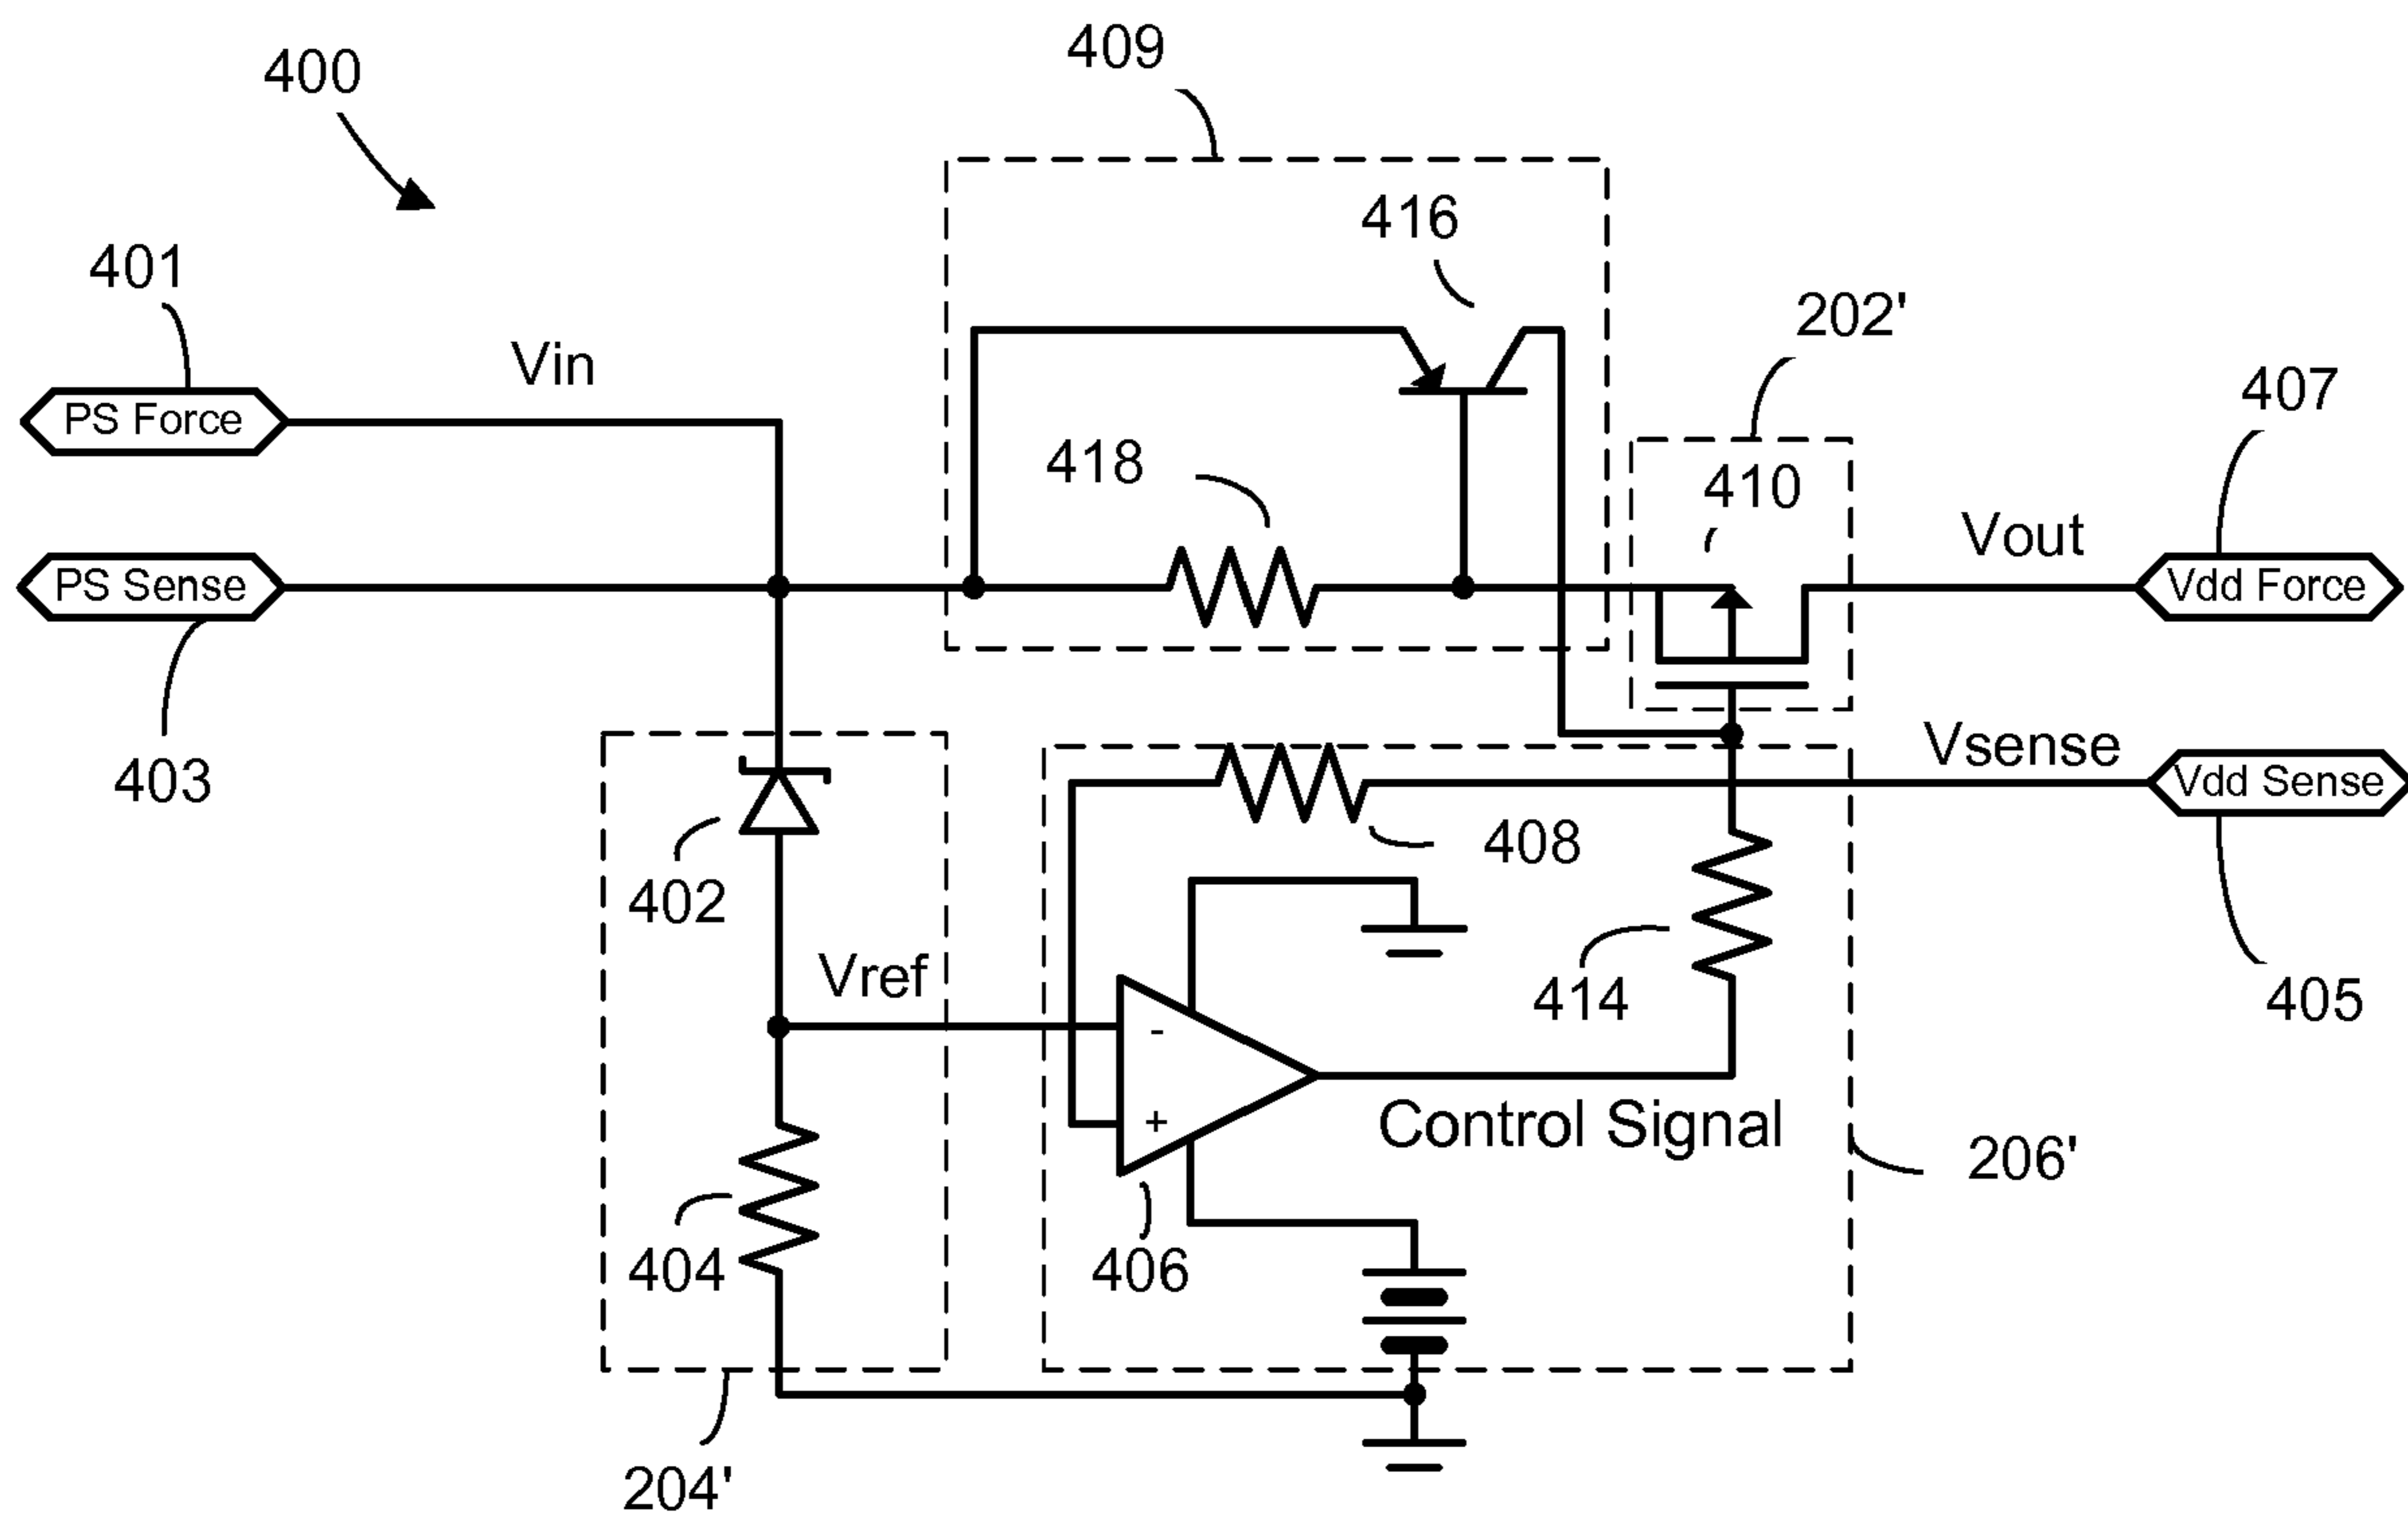 409
400
416
401
202'
Vin
407
PS Force
418
410
Vout
PS Sense
Vdd Force
Vsense
403
Vdd Sense
408
402
Vref
414
405
-
+
Control Signal
206'
404
406
204'